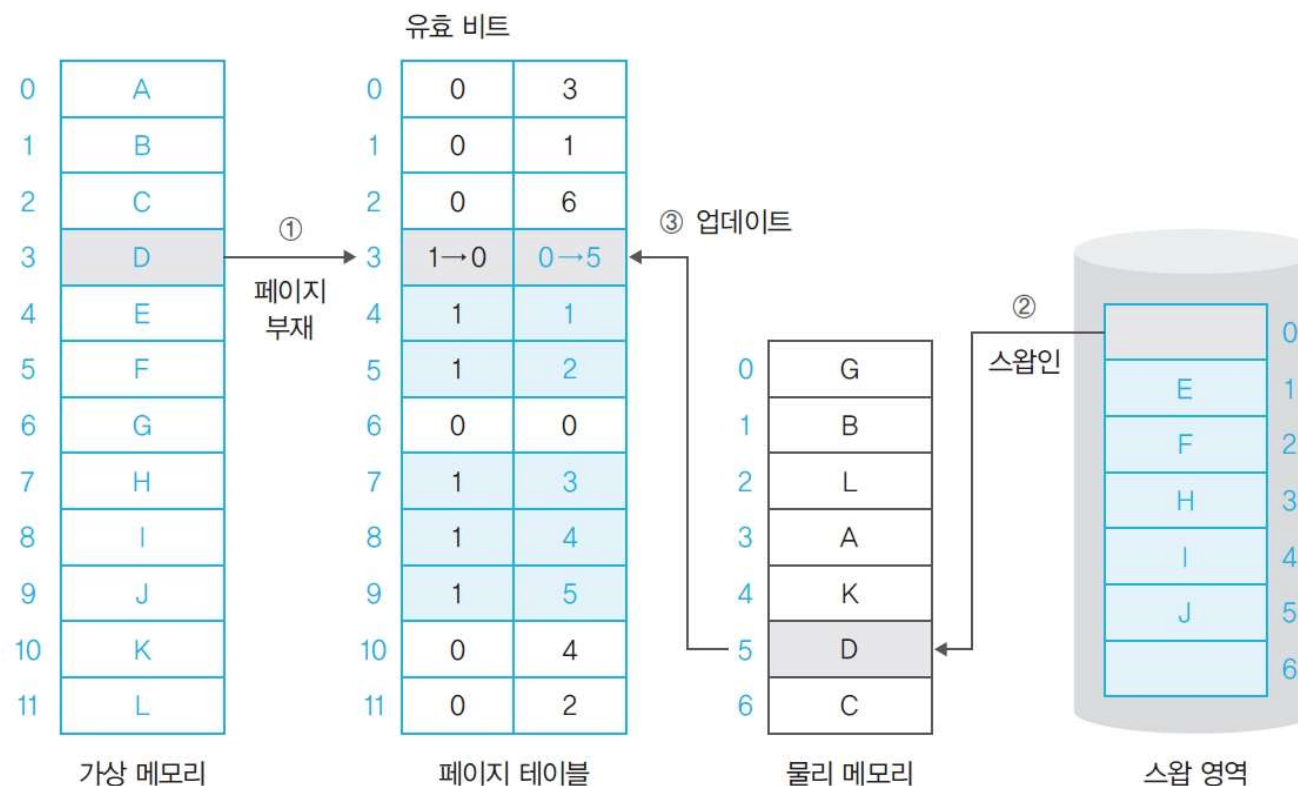 유효 비트
0 A 0 0 3
1 B 1 0 1
2 C 2 0 6
③ 업데이트
3 D ① 3 1→0 0→5
페이지
부재
4 E 4 1 1
②
스왑인
0
5 F 5 1 2 0 G E 1
6 G 6 0 0 1 B F 2
7 H 7 1 3 2 L H 3
8 I 8 1 4 3 A I 4
9 J 9 1 5 4 K J 5
10 K 10 0 4 5 D 6
11 L 11 0 2 6 C
가상 메모리 페이지 테이블 물리 메모리 스왑 영역